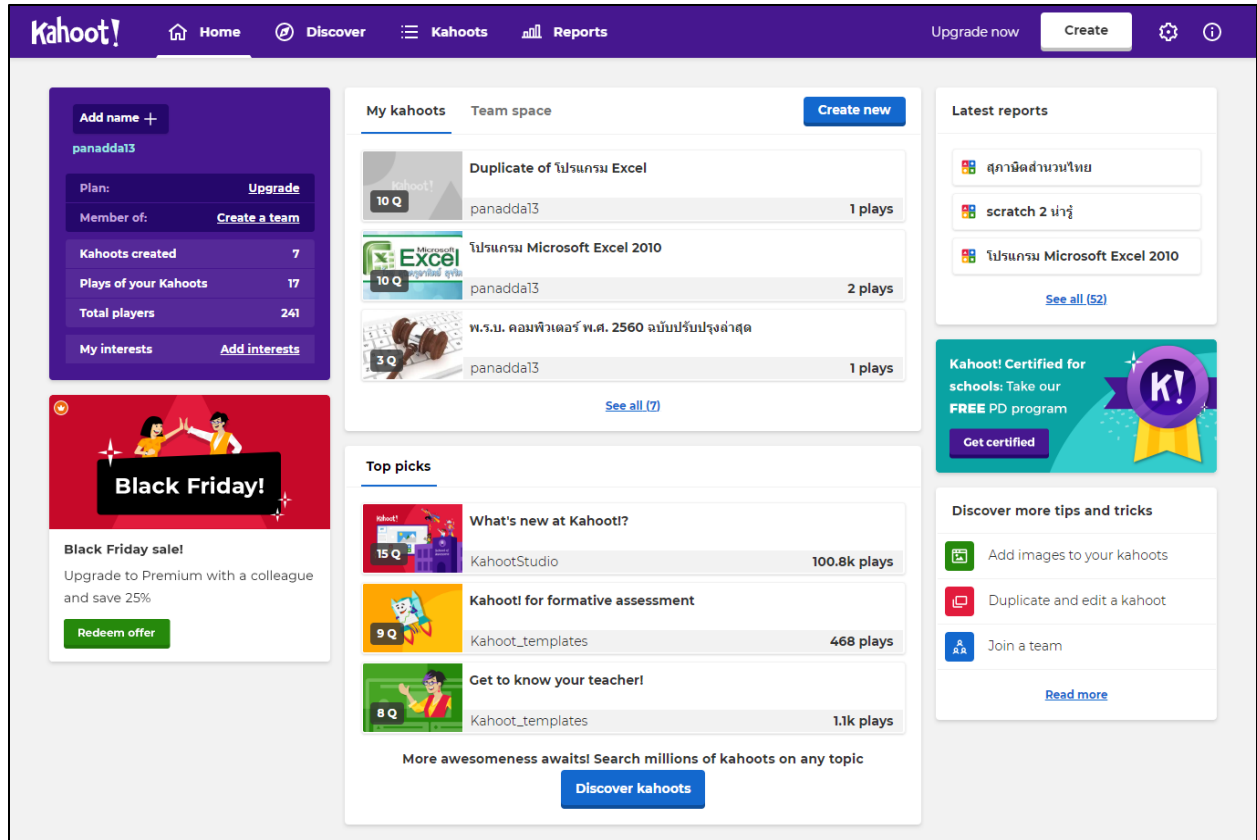 Kahoot!
Home
Discover
Kahoots
Reports
Upgrade now
Create
Add name +
panadda13
Plan: Upgrade
Member of: Create a team
Kahoots created 7
Plays of your Kahoots 17
Total players 241
My interests Add interests
Black Friday!
Black Friday sale!
Upgrade to Premium with a colleague
and save 25%
Redeem offer
My kahoots
Team space
Create new
Kahoot!
10 Q
Duplicate of โปรแกรม Excel
panadda13 1 plays
Microsoft
Excel
10 Q
โปรแกรม Microsoft Excel 2010
panadda13 2 plays
3 Q
พ.ร.บ. คอมพิวเตอร์ พ.ศ. 2560 ฉบับปรับปรุงล่าสุด
panadda13 1 plays
See all (7)
Top picks
Kahoot!
15 Q
What's new at Kahoot!?
KahootStudio 100.8k plays
9 Q
Kahoot! for formative assessment
Kahoot_templates 468 plays
8 Q
Get to know your teacher!
Kahoot_templates 1.1k plays
More awesomeness awaits! Search millions of kahoots on any topic
Discover kahoots
Latest reports
สุภาษิตสำนวนไทย
scratch 2 น่ารู้
โปรแกรม Microsoft Excel 2010
See all (52)
Kahoot! Certified for
schools: Take our
FREE PD program
Get certified
K!
Discover more tips and tricks
Add images to your kahoots
Duplicate and edit a kahoot
Join a team
Read more